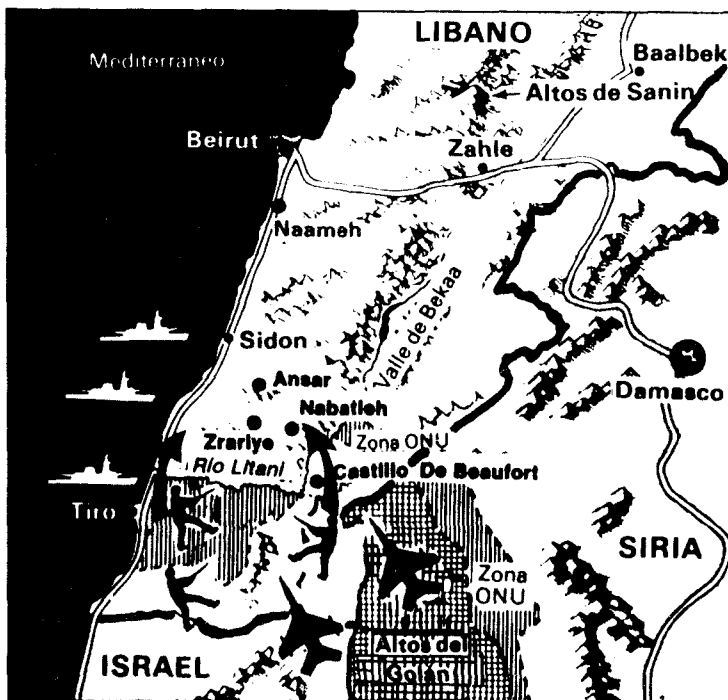 LIBANO
Mediterraneo
Baalbek
Altos de Sanin
Beirut
Zahle
Naameh
Valle de Bekaa
Sidon
Ansar
Damasco
Nabatieh
Zrariye
Zona ONU
Rio Litani
Castillo De Beaufort
Tiro
SIRIA
Zona
ONU
Altos del
Golan
ISRAEL